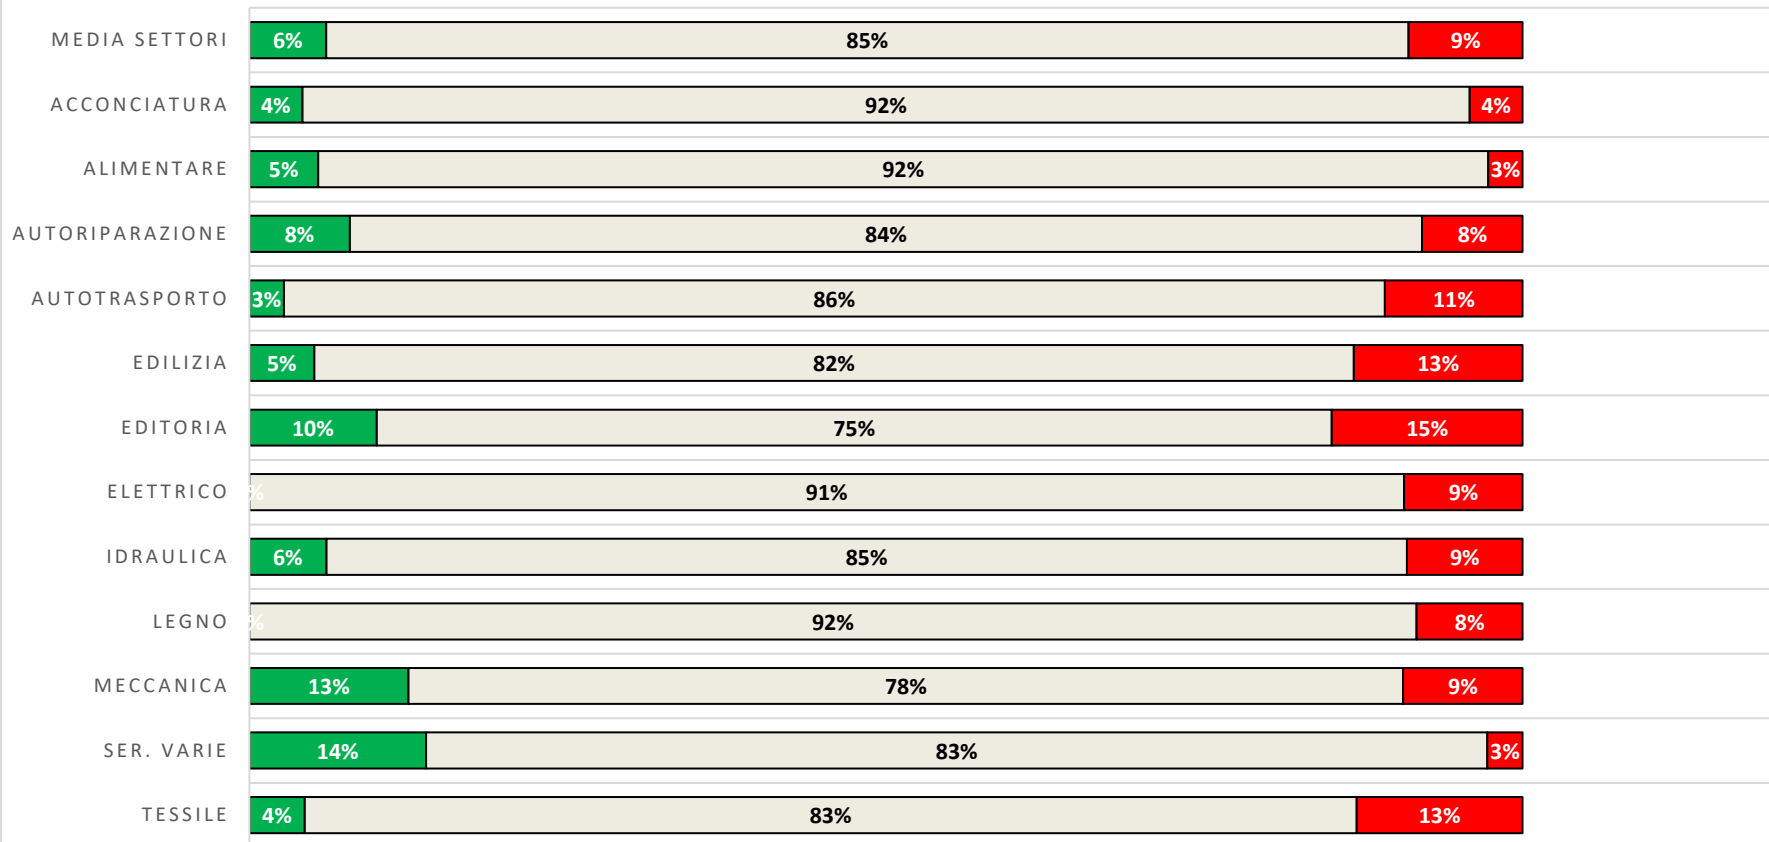 MEDIA SETTORI 6% 85% 9%
ACCONCIATURA 4% 92% 4%
ALIMENTARE 5% 92% 3%
AUTORIPARAZIONE 8% 84% 8%
AUTOTRASPORTO 3% 86% 11%
EDILIZIA 5% 82% 13%
EDITORIA 10% 75% 15%
ELETTRICO % 91% 9%
IDRAULICA 6% 85% 9%
LEGNO % 92% 8%
MECCANICA 13% 78% 9%
SER. VARIE 14% 83% 3%
TESSILE 4% 83% 13%